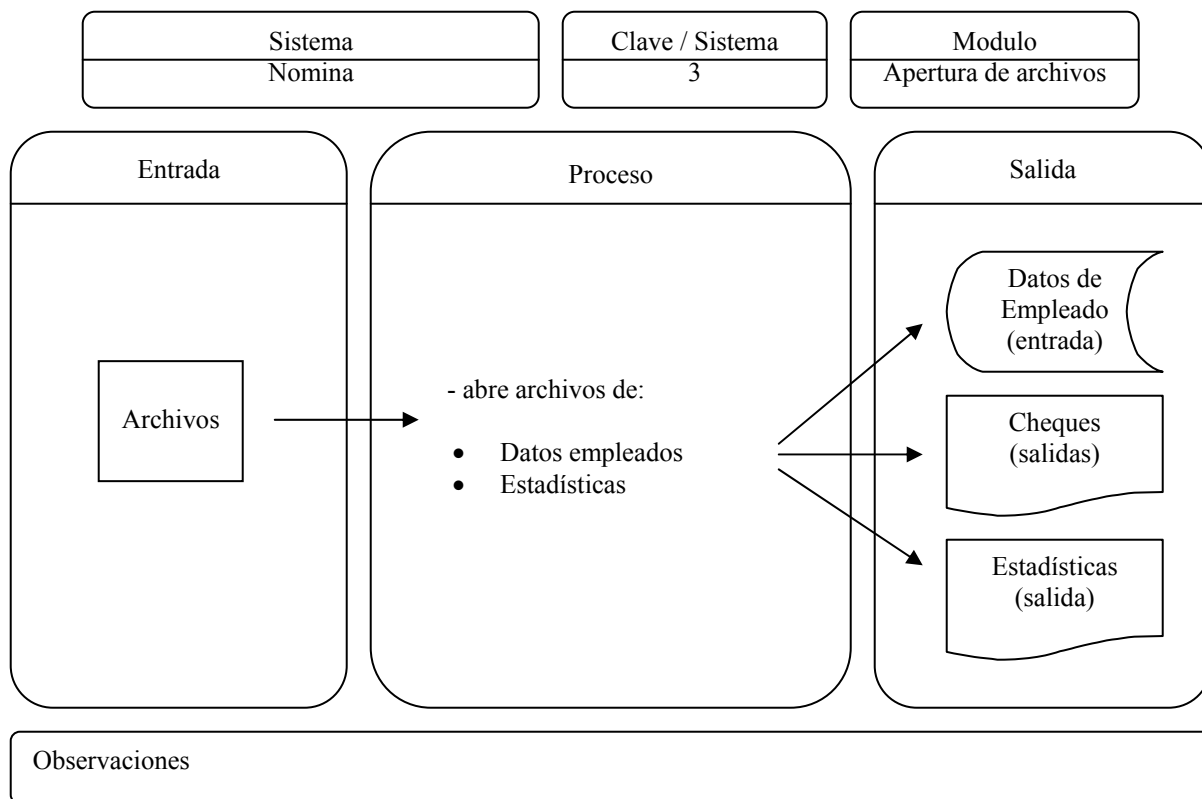 Sistema
Nomina
Clave / Sistema
3
Modulo
Apertura de archivos
Entrada
Archivos
Proceso
- abre archivos de:
• Datos empleados
• Estadísticas
Salida
Datos de
Empleado
(entrada)
Cheques
(salidas)
Estadísticas
(salida)
Observaciones